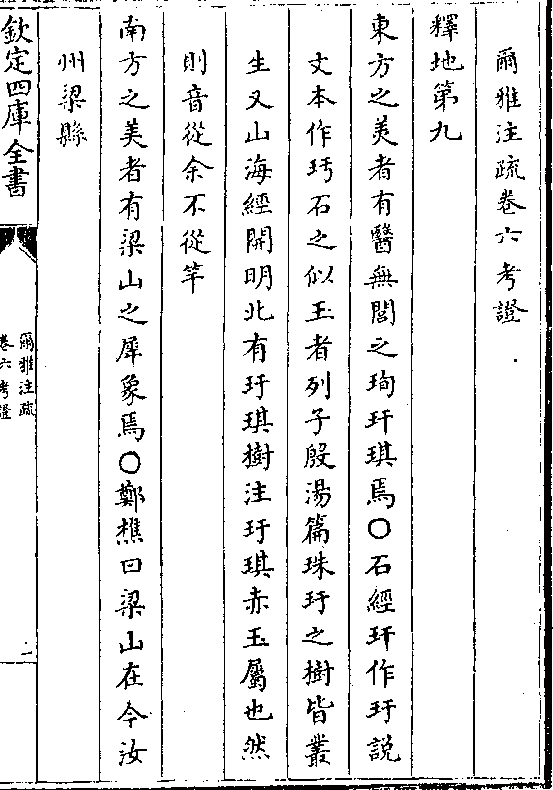 爾雅注疏卷六考證
釋地第九
東方之美者有醫無閭之珣玗琪焉○石經玗作玗說
文本作㺿石之似玉者列子殷湯篇珠玗之樹皆叢
生又山海經開明北有玗琪樹注玗琪赤玉屬也然
則音從余不從竿
南方之美者有梁山之犀象焉○鄭樵曰梁山在今汝
州梁縣
欽定四庫全書
爾雅注疏
卷六考證
一